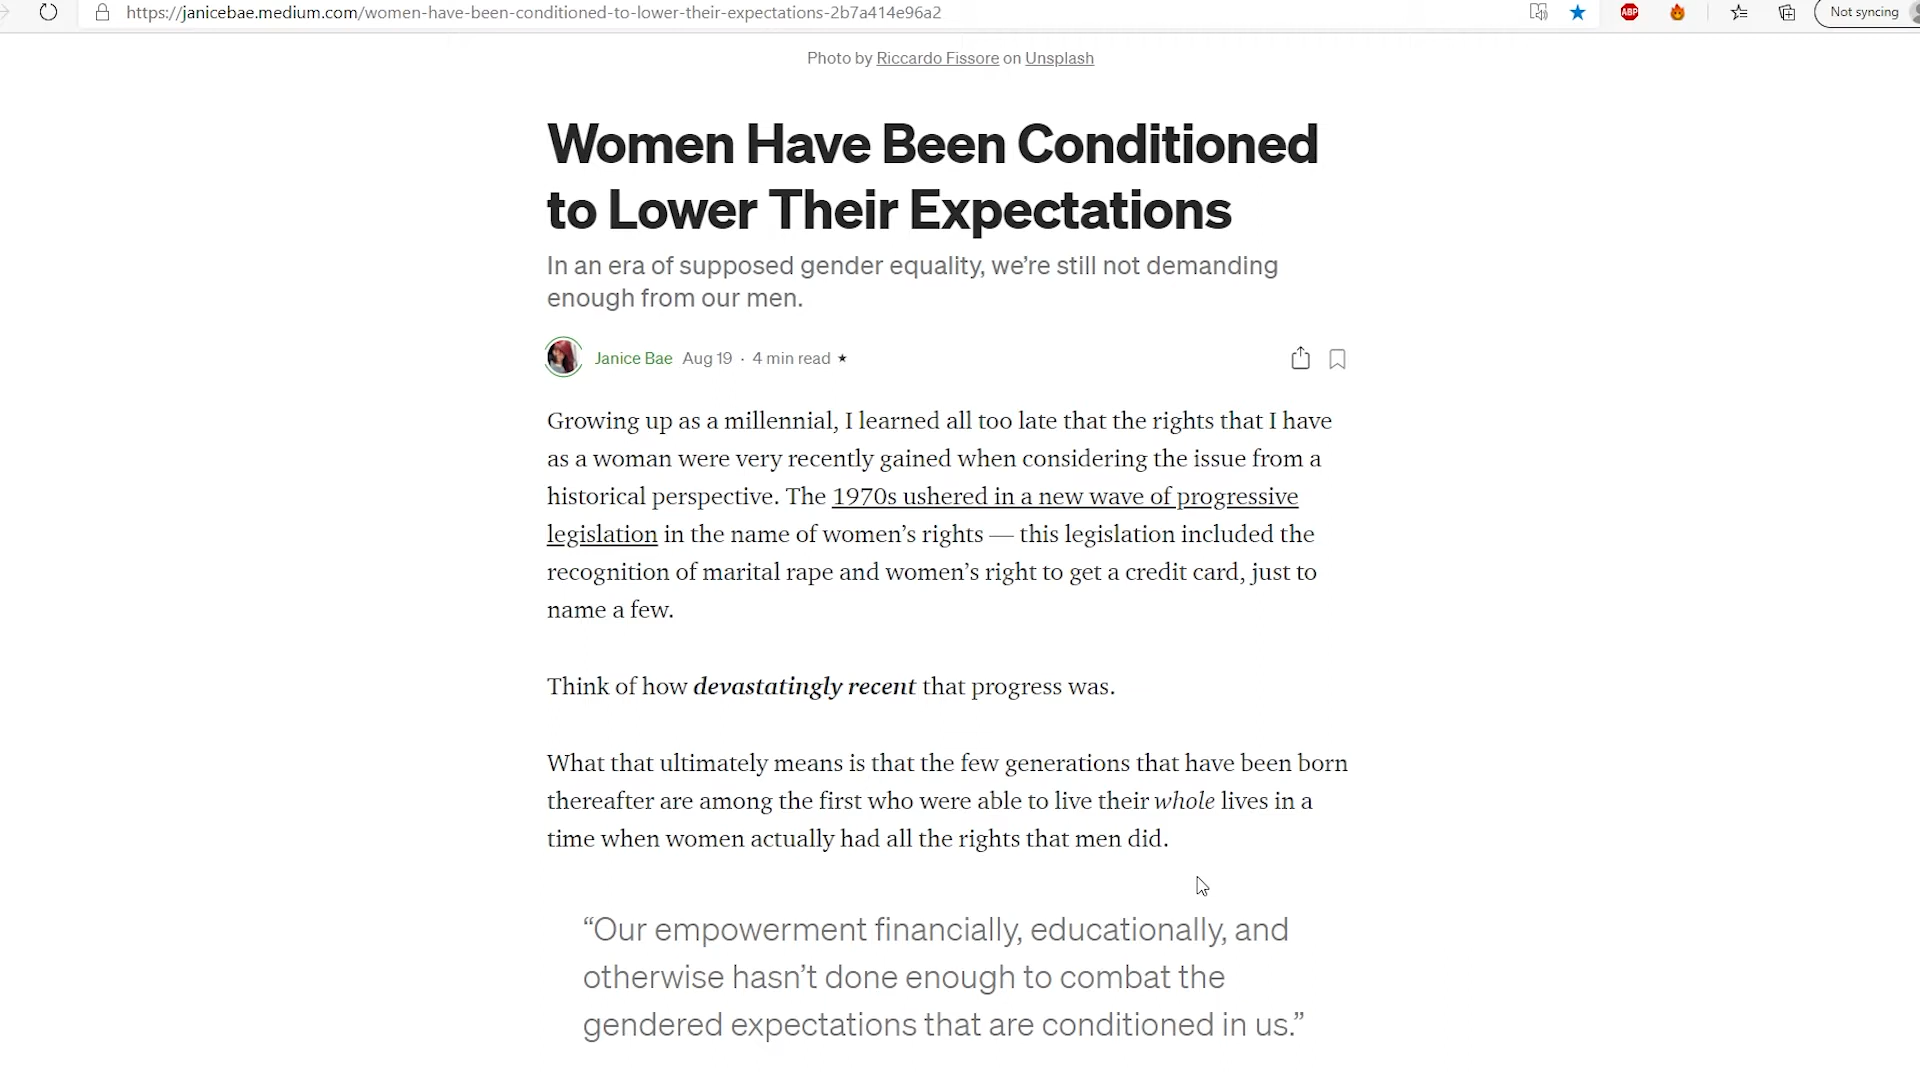 https://janicebae.medium.com/women-have-been-conditioned-to-lower-their-expectations-2b7a414e96a2
ABP
Not syncing
Photo by Riccardo Fissore on Unsplash
Women Have Been Conditioned
to Lower Their Expectations
In an era of supposed gender equality, we’re still not demanding
enough from our men.
Janice Bae Aug 19 · 4 min read ★
Growing up as a millennial, I learned all too late that the rights that I have
as a woman were very recently gained when considering the issue from a
historical perspective. The 1970s ushered in a new wave of progressive
legislation in the name of women’s rights — this legislation included the
recognition of marital rape and women’s right to get a credit card, just to
name a few.
Think of how devastatingly recent that progress was.
What that ultimately means is that the few generations that have been born
thereafter are among the first who were able to live their whole lives in a
time when women actually had all the rights that men did.
“Our empowerment financially, educationally, and
otherwise hasn’t done enough to combat the
gendered expectations that are conditioned in us.”